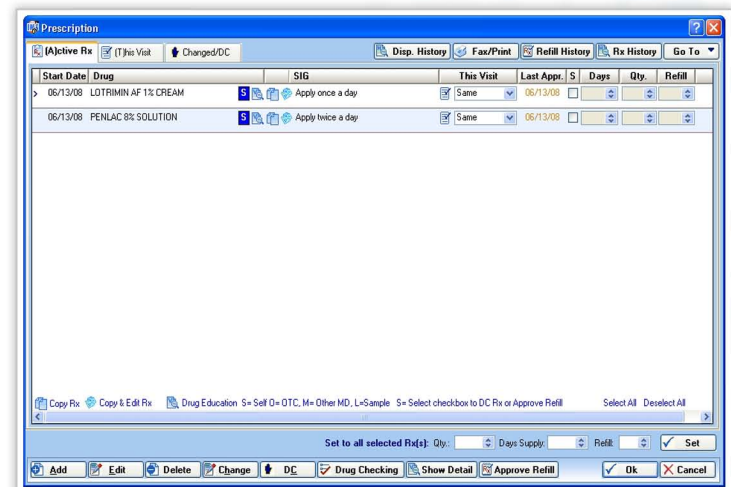 Prescription
(A)ctive Rx (T)his Visit Changed/DC Disp. History Fax/Print Refill History Rx History Go To
Start Date Drug SIG This Visit Last Appr. S Days Qty. Refill
06/13/08 LOTRIMIN AF 1% CREAM S Apply once a day Same 06/13/08
06/13/08 PENLAC 8% SOLUTION S Apply twice a day Same 06/13/08
Copy Rx Copy & Edit Rx Drug Education S= Self O= OTC, M= Other MD, L=Sample S= Select checkbox to DC Rx or Approve Refill Select All Deselect All
Set to all selected Rx(s): Qty.: Days Supply: Refill: Set
Add Edit Delete Change DC Drug Checking Show Detail Approve Refill Ok Cancel